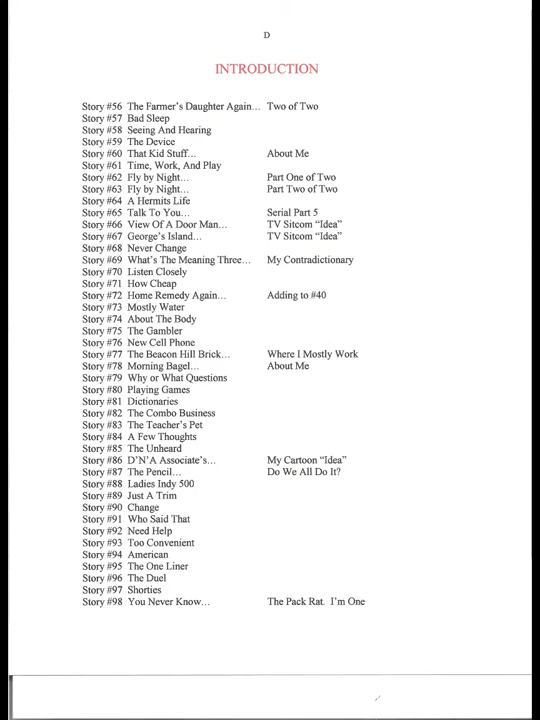 D
INTRODUCTION
Story #56 The Farmer's Daughter Again… Two of Two
Story #57 Bad Sleep
Story #58 Seeing And Hearing
Story #59 The Device
Story #60 That Kid Stuff… About Me
Story #61 Time, Work, And Play
Story #62 Fly by Night… Part One of Two
Story #63 Fly by Night… Part Two of Two
Story #64 A Hermits Life
Story #65 Talk To You… Serial Part 5
Story #66 View Of A Door Man… TV Sitcom “Idea”
Story #67 George's Island… TV Sitcom “Idea”
Story #68 Never Change
Story #69 What's The Meaning Three… My Contradictionary
Story #70 Listen Closely
Story #71 How Cheap
Story #72 Home Remedy Again… Adding to #40
Story #73 Mostly Water
Story #74 About The Body
Story #75 The Gambler
Story #76 New Cell Phone
Story #77 The Beacon Hill Brick… Where I Mostly Work
Story #78 Morning Bagel… About Me
Story #79 Why or What Questions
Story #80 Playing Games
Story #81 Dictionaries
Story #82 The Combo Business
Story #83 The Teacher's Pet
Story #84 A Few Thoughts
Story #85 The Unheard
Story #86 D'N'A Associate's… My Cartoon “Idea”
Story #87 The Pencil… Do We All Do It?
Story #88 Ladies Indy 500
Story #89 Just A Trim
Story #90 Change
Story #91 Who Said That
Story #92 Need Help
Story #93 Too Convenient
Story #94 American
Story #95 The One Liner
Story #96 The Duel
Story #97 Shorties
Story #98 You Never Know… The Pack Rat. I'm One